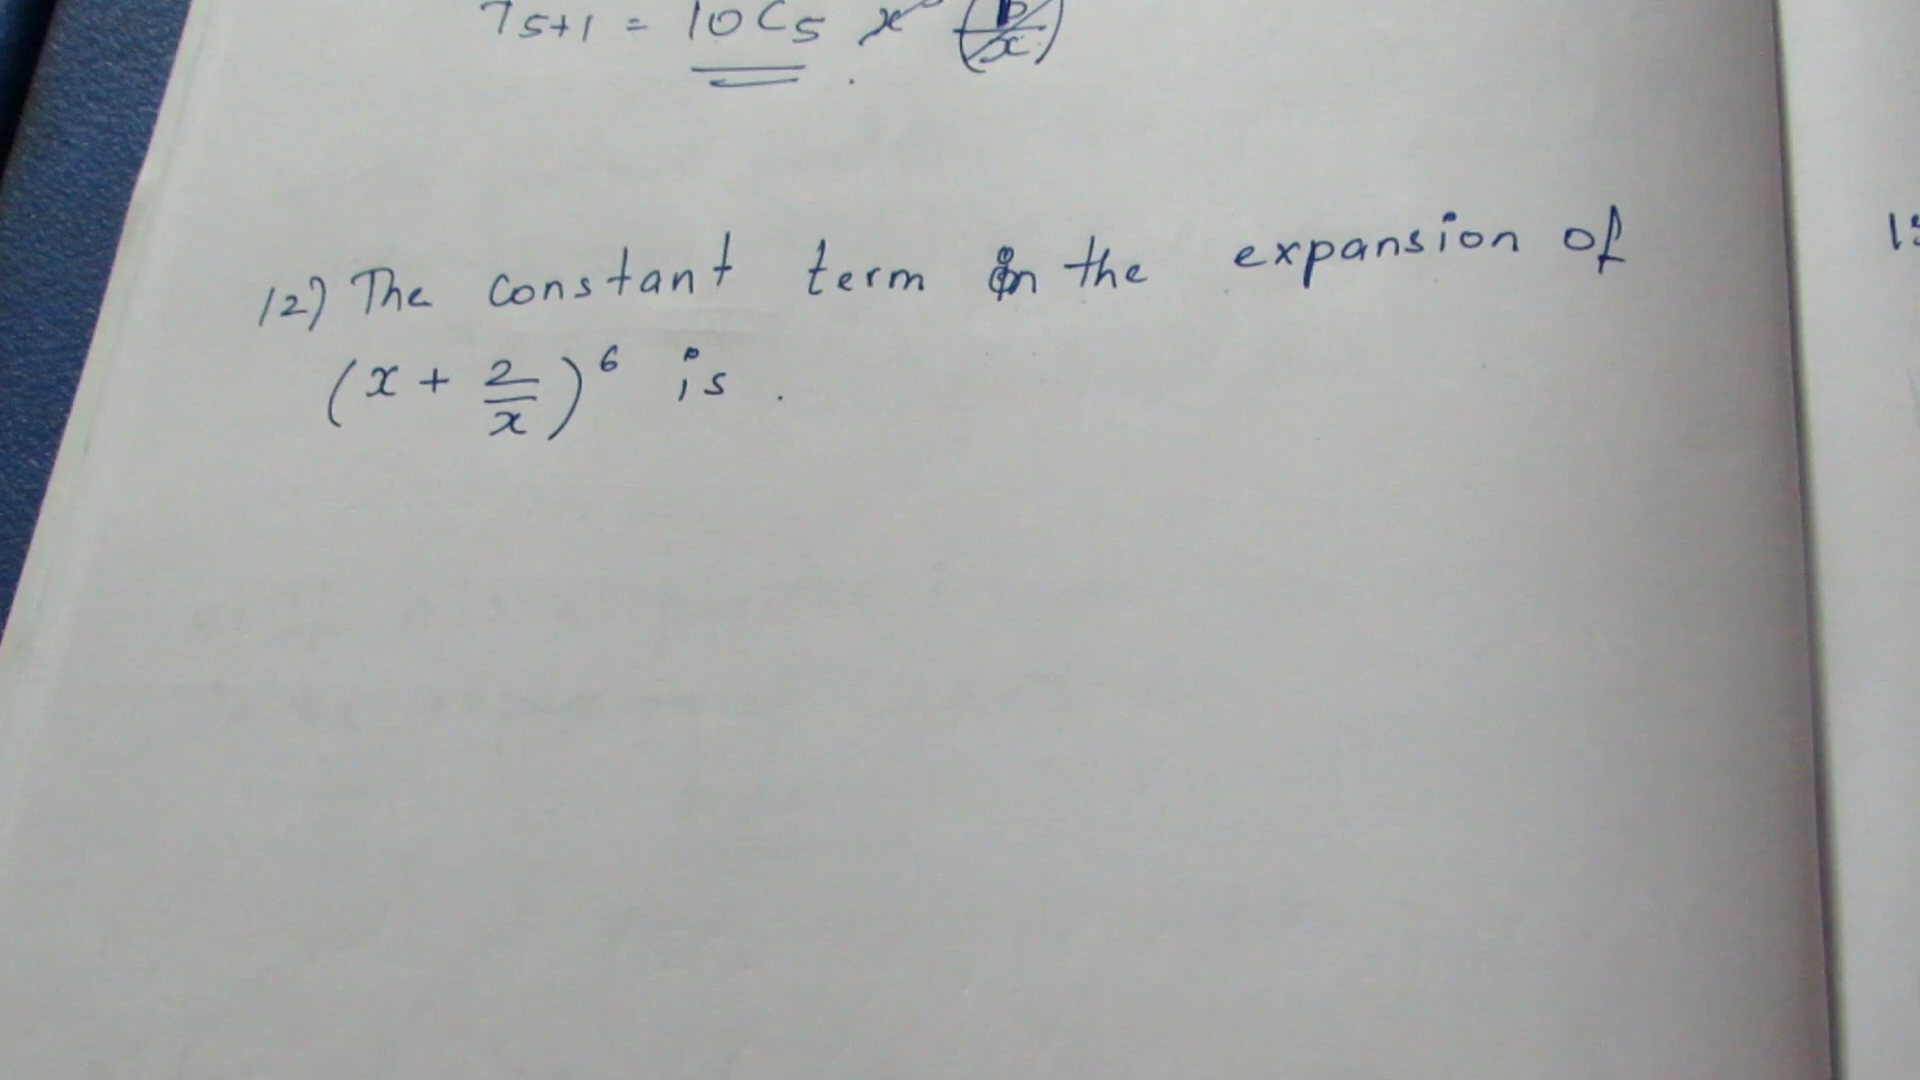 T5+1 = 10C5 x (/x)
12) The constant term in the expansion of
(x + 2/x)^6 is .